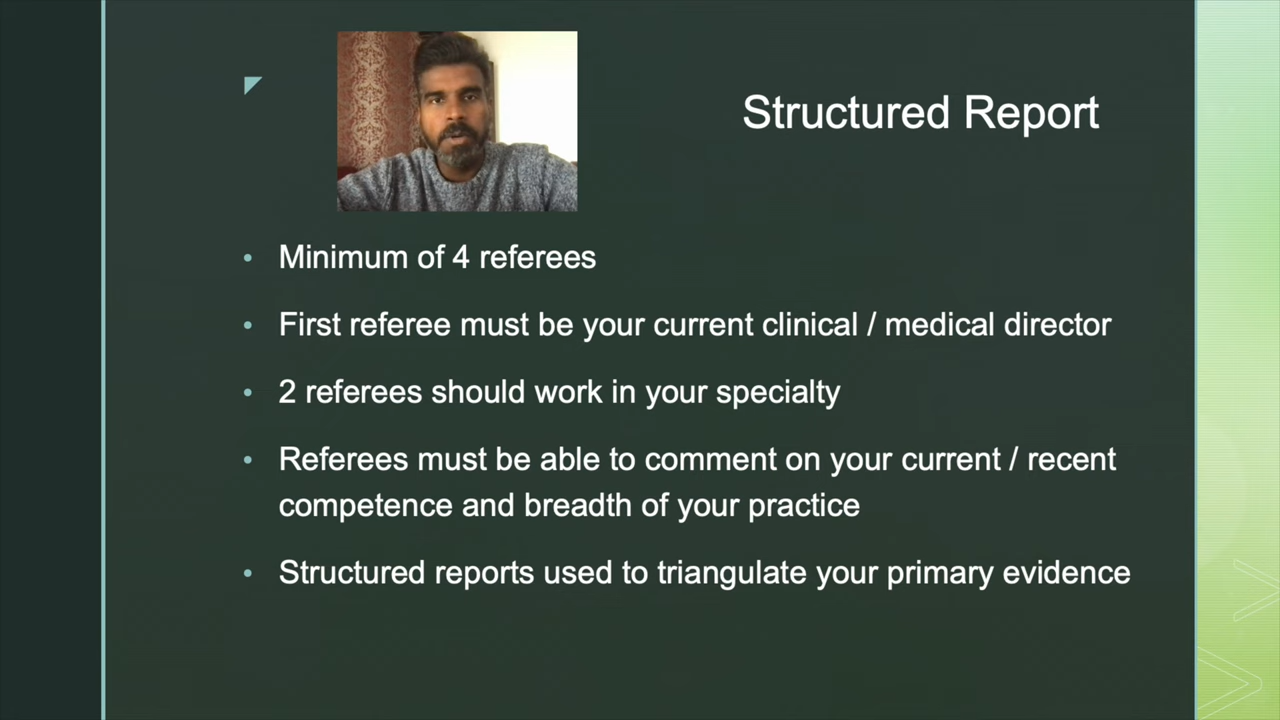 Structured Report
• Minimum of 4 referees
• First referee must be your current clinical / medical director
• 2 referees should work in your specialty
• Referees must be able to comment on your current / recent
competence and breadth of your practice
• Structured reports used to triangulate your primary evidence